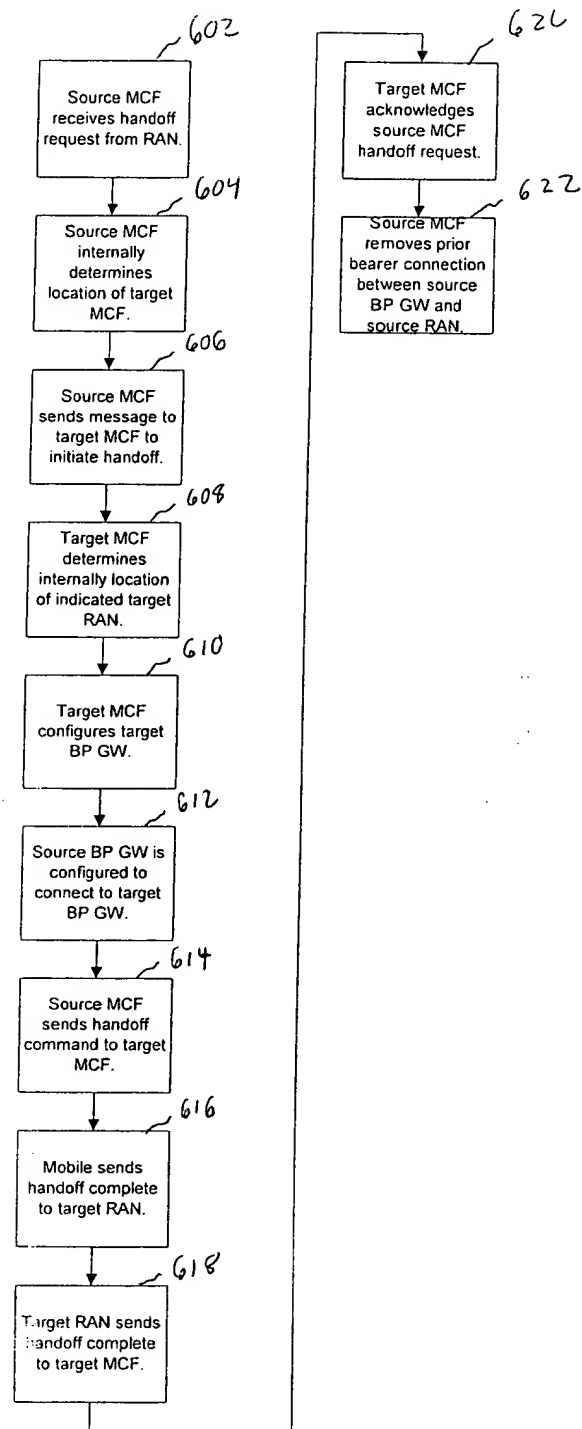 602
Source MCF
receives handoff
request from RAN.
604
Source MCF
internally
determines
location of target
MCF.
606
Source MCF
sends message to
target MCF to
initiate handoff.
608
Target MCF
determines
internally location
of indicated target
RAN.
610
Target MCF
configures target
BP GW.
612
Source BP GW is
configured to
connect to target
BP GW.
614
Source MCF
sends handoff
command to target
MCF.
616
Mobile sends
handoff complete
to target RAN.
618
Target RAN sends
handoff complete
to target MCF.
626
Target MCF
acknowledges
source MCF
handoff request.
622
Source MCF
removes prior
bearer connection
between source
BP GW and
source RAN.